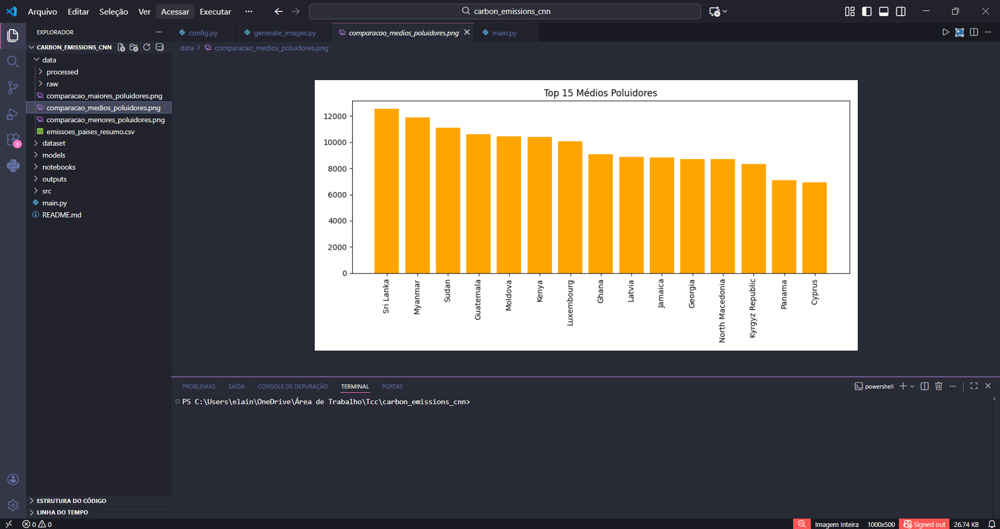 Arquivo Editar Seleção Ver Acessar Executar ··· carbon_emissions_cnn
EXPLORADOR ···
config.py generate_images.py comparacao_medios_poluidores.png main.py
CARBON_EMISSIONS_CNN
data > comparacao_medios_poluidores.png
data
processed
raw
comparacao_maiores_poluidores.png
comparacao_medios_poluidores.png
comparacao_menores_poluidores.png
emissoes_paises_resumo.csv
dataset
models
notebooks
outputs
src
main.py
README.md
3
Top 15 Médios Poluidores
12000
10000
8000
6000
4000
2000
0
Sri Lanka
Myanmar
Sudan
Guatemala
Moldova
Kenya
Luxembourg
Ghana
Latvia
Jamaica
Georgia
North Macedonia
Kyrgyz Republic
Panama
Cyprus
PROBLEMAS SAÍDA CONSOLE DE DEPURAÇÃO TERMINAL PORTAS powershell
PS C:\Users\elain\OneDrive\Área de Trabalho\Tcc\carbon_emissions_cnn>
ESTRUTURA DO CÓDIGO
LINHA DO TEMPO
0 0 Imagem Inteira 1000x500 Signed out 26.74 KB